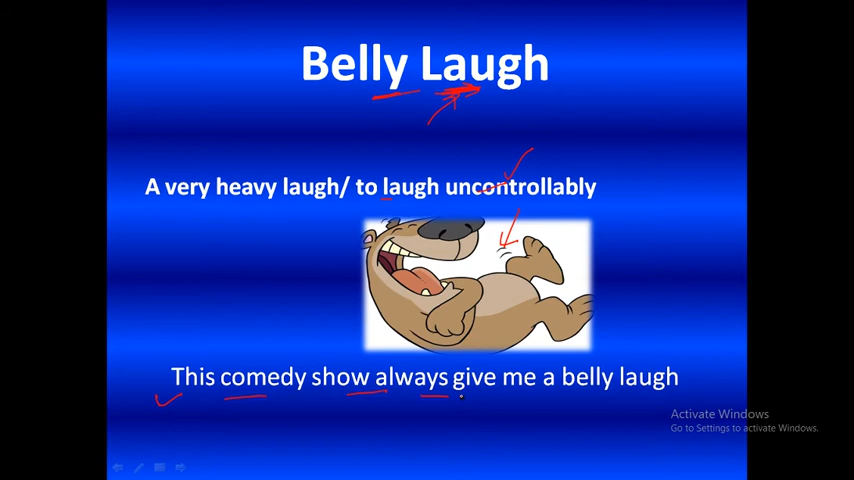 Belly Laugh
A very heavy laugh/ to laugh uncontrollably
This comedy show always give me a belly laugh
Activate Windows
Go to Settings to activate Windows.